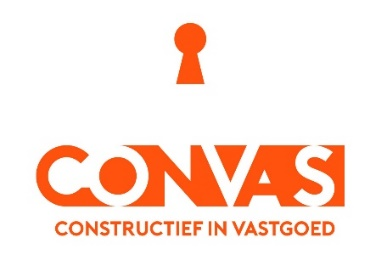 CONVAS
CONSTRUCTIEF IN VASTGOED